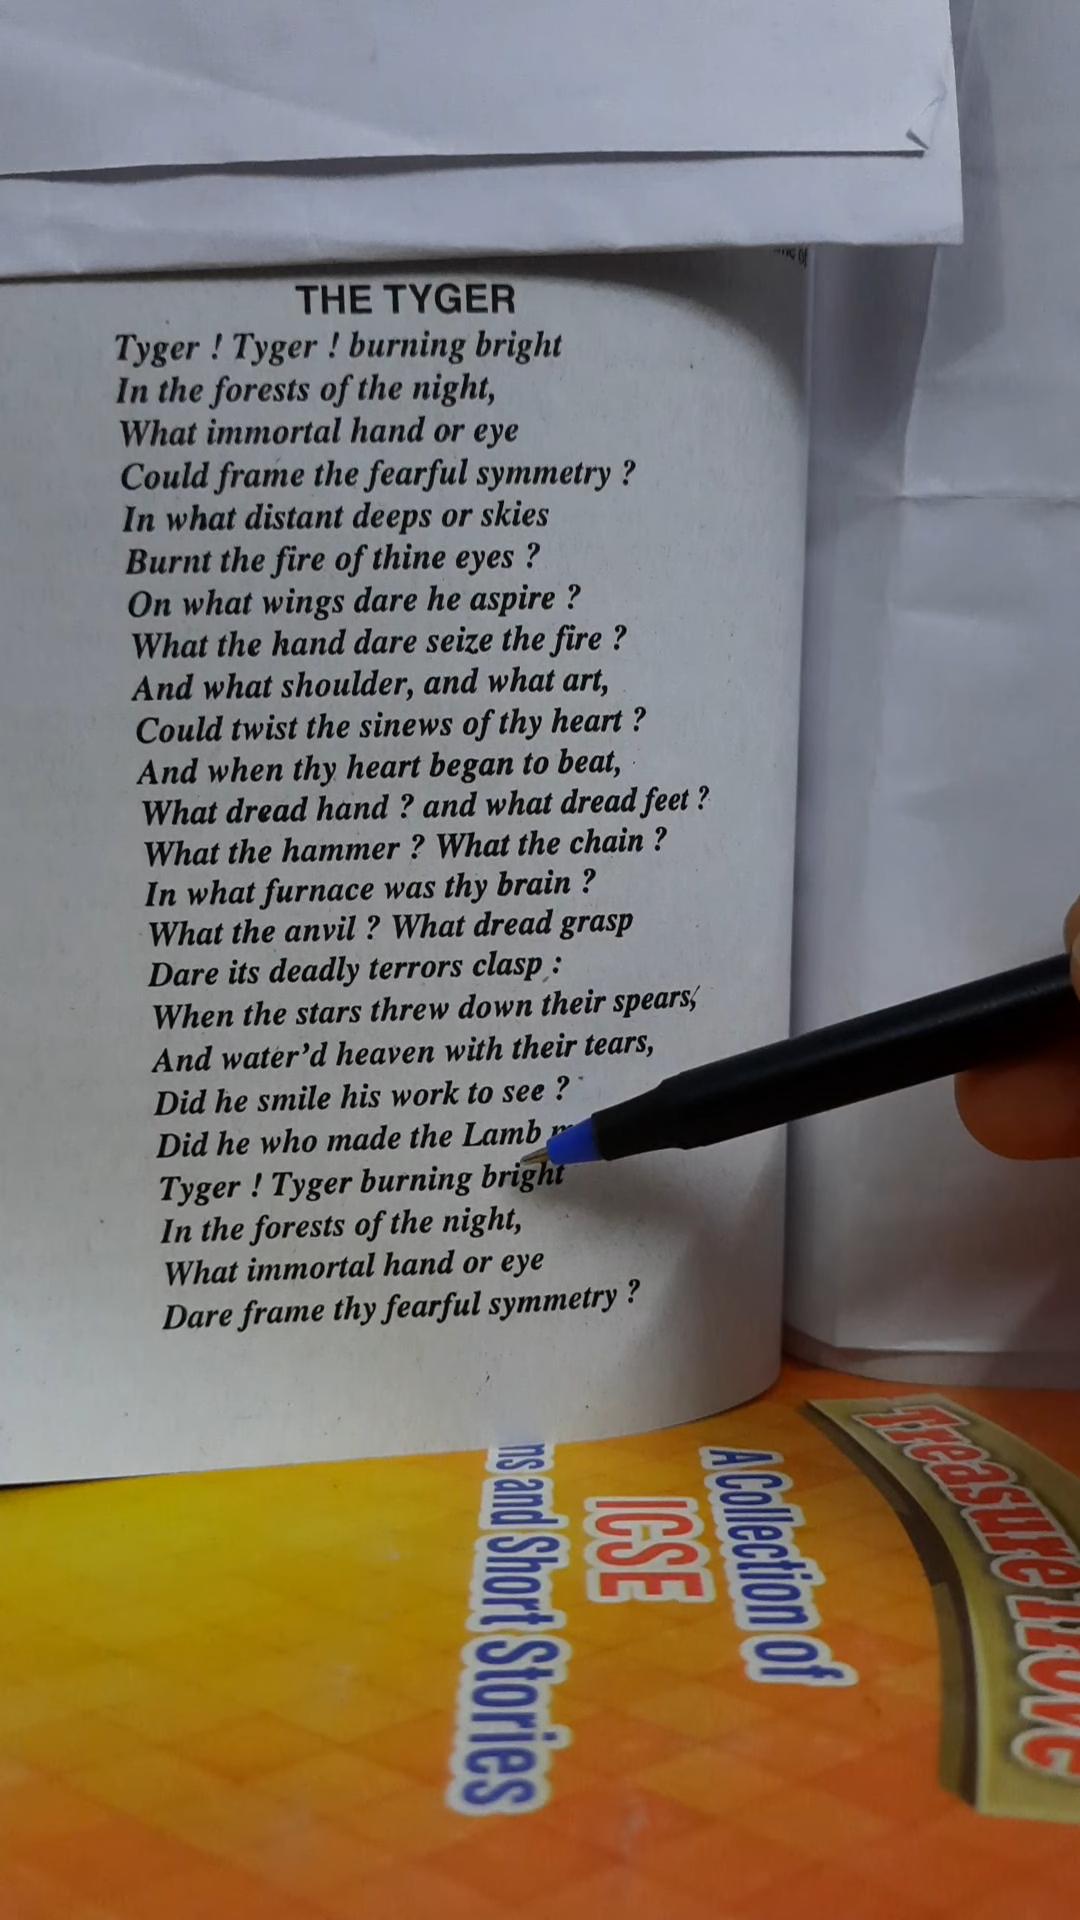 THE TYGER
Tyger ! Tyger ! burning bright
In the forests of the night,
What immortal hand or eye
Could frame the fearful symmetry ?
In what distant deeps or skies
Burnt the fire of thine eyes ?
On what wings dare he aspire ?
What the hand dare seize the fire ?
And what shoulder, and what art,
Could twist the sinews of thy heart ?
And when thy heart began to beat,
What dread hand ? and what dread feet ?
What the hammer ? What the chain ?
In what furnace was thy brain ?
What the anvil ? What dread grasp
Dare its deadly terrors clasp :
When the stars threw down their spears,
And water'd heaven with their tears,
Did he smile his work to see ?
Did he who made the Lamb
Tyger ! Tyger burning bright
In the forests of the night,
What immortal hand or eye
Dare frame thy fearful symmetry ?
Treasure Trove
A Collection of
ICSE
and Short Stories